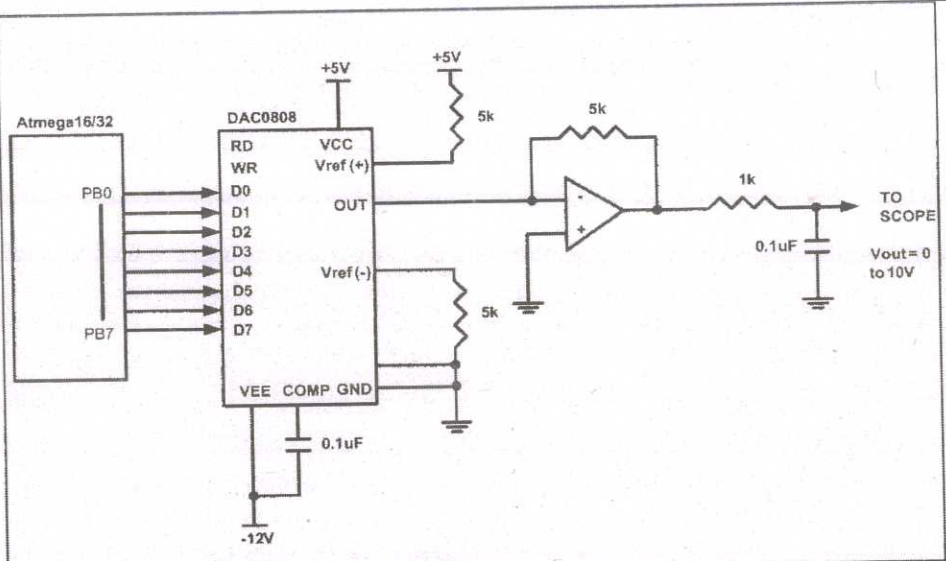 Atmega16/32
PB0
PB7
DAC0808
RD
WR
D0
D1
D2
D3
D4
D5
D6
D7
VCC
Vref (+)
OUT
Vref (-)
VEE COMP GND
+5V
+5V
5k
5k
5k
0.1uF
-12V
-
+
1k
0.1uF
TO
SCOPE
Vout = 0
to 10V